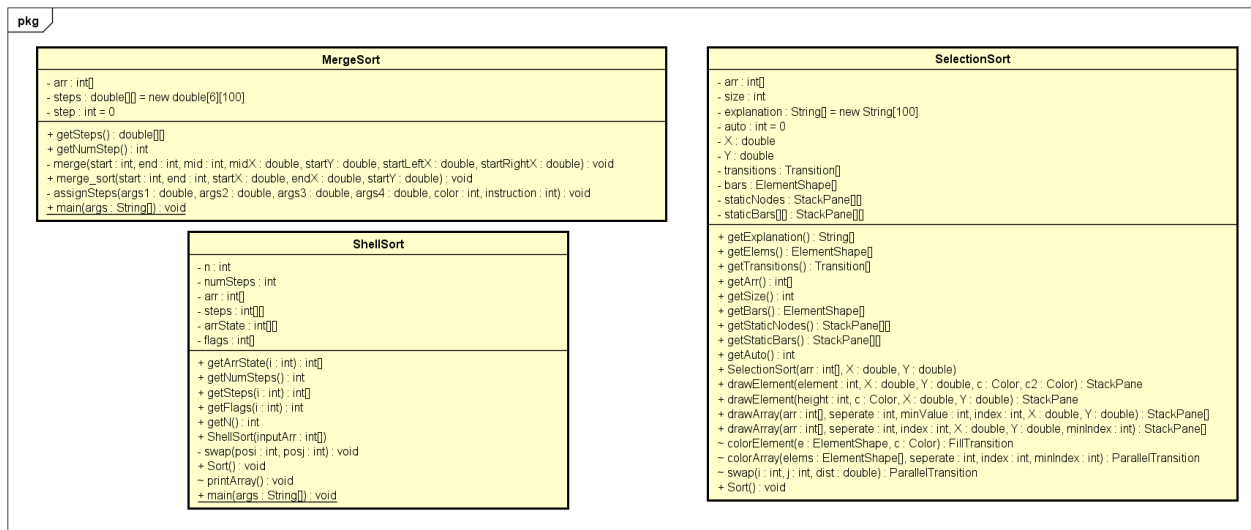 pkg
MergeSort
- arr : int[]
- steps : double[][] = new double[6][100]
- step : int = 0
+ getSteps() : double[][]
+ getNumStep() : int
- merge(start : int, end : int, mid : int, midX : double, startY : double, startLeftX : double, startRightX : double) : void
+ merge_sort(start : int, end : int, startX : double, endX : double, startY : double) : void
- assignSteps(args1 : double, args2 : double, args3 : double, args4 : double, color : int, instruction : int) : void
+ main(args : String[]) : void
ShellSort
- n : int
- numSteps : int
- arr : int[]
- steps : int[][]
- arrState : int[][]
- flags : int[]
+ getArrState(i : int) : int[]
+ getNumSteps() : int
+ getSteps(i : int) : int[]
+ getFlags(i : int) : int
+ getN() : int
+ ShellSort(inputArr : int[])
- swap(posi : int, posj : int) : void
+ Sort() : void
~ printArray() : void
+ main(args : String[]) : void
SelectionSort
- arr : int[]
- size : int
- explanation : String[] = new String[100]
- auto : int = 0
- X : double
- Y : double
- transitions : Transition[]
- bars : ElementShape[]
- staticNodes : StackPane[][]
- staticBars[][] : StackPane[][]
+ getExplanation() : String[]
+ getElems() : ElementShape[]
+ getTransitions() : Transition[]
+ getArr() : int[]
+ getSize() : int
+ getBars() : ElementShape[]
+ getStaticNodes() : StackPane[][]
+ getStaticBars() : StackPane[][]
+ getAuto() : int
+ SelectionSort(arr : int[], X : double, Y : double)
+ drawElement(element : int, X : double, Y : double, c : Color, c2 : Color) : StackPane
+ drawElement(height : int, c : Color, X : double, Y : double) : StackPane
+ drawArray(arr : int[], seperate : int, minValue : int, index : int, X : double, Y : double) : StackPane[]
+ drawArray(arr : int[], seperate : int, index : int, X : double, Y : double, minIndex : int) : StackPane[]
~ colorElement(e : ElementShape, c : Color) : FillTransition
~ colorArray(elems : ElementShape[], seperate : int, index : int, minIndex : int) : ParallelTransition
~ swap(i : int, j : int, dist : double) : ParallelTransition
+ Sort() : void